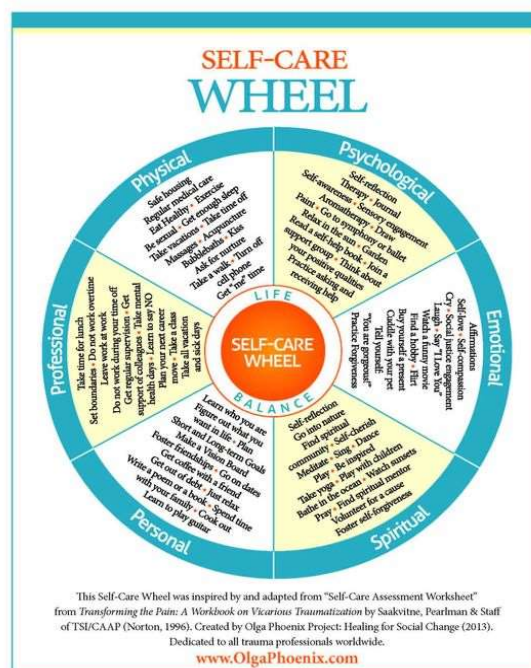 SELF-CARE
WHEEL
Physical
Safe housing
Regular medical care
Eat Healthy • Exercise
Be sexual • Get enough sleep
Take vacations • Take time off
Massages • Acupuncture
Bubblebaths • Kiss
Ask for nurture
Take a walk • Turn off
cell phone
Get "me" time
Psychological
Self-reflection
Therapy • Journal
Self-awareness • Sensory engagement
Aromatherapy • Draw
Paint • Go to symphony or ballet
Relax in the sun • Garden
Read a self-help book • Join a
support group • Think about
your positive qualities
Practice asking and
receiving help
Emotional
Affirmations
Self-love • Self-compassion
Cry • Social justice engagement
Laugh • Say "I Love You"
Watch a funny movie
Find a hobby • Flirt
Buy yourself a present
Cuddle with your pet
Tell yourself:
"You are gorgeous!"
Practice Forgiveness
Spiritual
Self-reflection
Go into nature
Find spiritual
community • Self-cherish
Meditate • Sing • Dance
Play • Be inspired
Take yoga • Play with children
Bathe in the ocean • Watch sunsets
Pray • Find spiritual mentor
Volunteer for a cause
Foster self-forgiveness
Personal
Learn who you are
Figure out what you
want in life • Plan
Short and Long-term Goals
Make a Vision Board
Foster friendships • Go on dates
Get coffee with a friend
Get out of debt • Just relax
Write a poem or a book • Spend time
with your family • Cook out
Learn to play guitar
Professional
Take time for lunch
Set boundaries • Do not work overtime
Leave work at work
Do not work during your time off
Get regular supervision • Get
support of colleagues • Take mental
health days • Learn to say NO
Plan your next career
move • Take a class
Take all vacation
and sick days
LIFE
SELF-CARE
WHEEL
BALANCE
This Self-Care Wheel was inspired by and adapted from "Self-Care Assessment Worksheet"
from Transforming the Pain: A Workbook on Vicarious Traumatization by Saakvitne, Pearlman & Staff
of TSI/CAAP (Norton, 1996). Created by Olga Phoenix Project: Healing for Social Change (2013).
Dedicated to all trauma professionals worldwide.
www.OlgaPhoenix.com